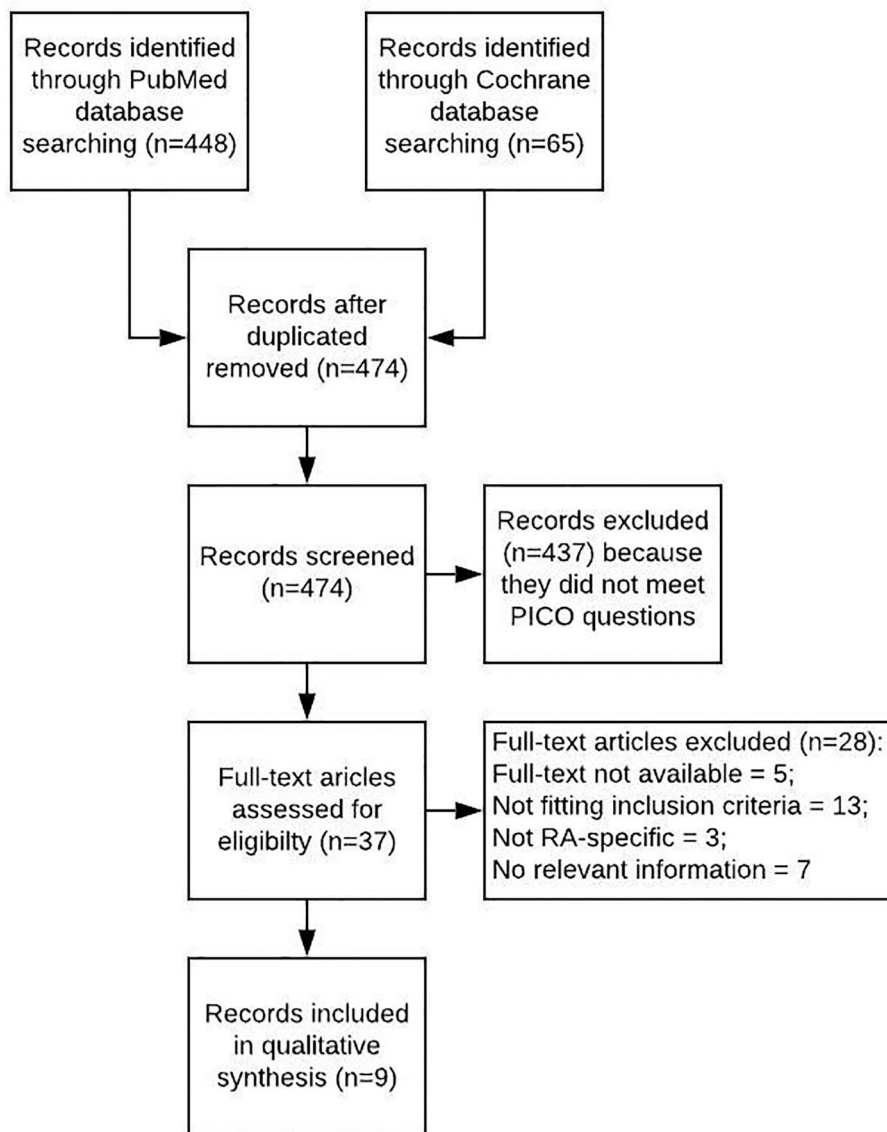 Records identified
through PubMed
database
searching (n=448)
Records identified
through Cochrane
database
searching (n=65)
Records after
duplicated
removed (n=474)
Records screened
(n=474)
Records excluded
(n=437) because
they did not meet
PICO questions
Full-text aricles
assessed for
eligibilty (n=37)
Full-text articles excluded (n=28):
Full-text not available = 5;
Not fitting inclusion criteria = 13;
Not RA-specific = 3;
No relevant information = 7
Records included
in qualitative
synthesis (n=9)